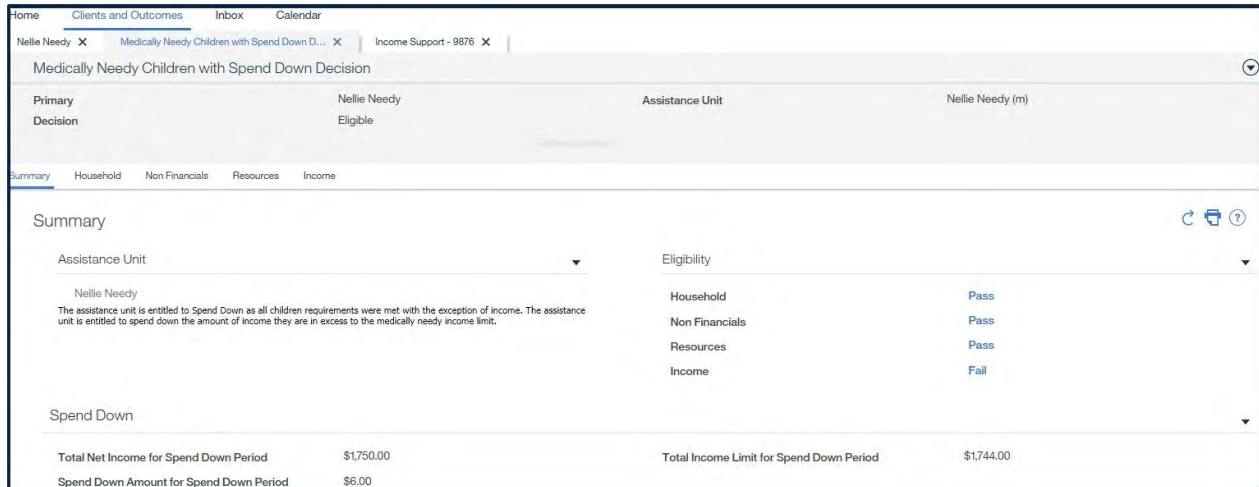 Home Clients and Outcomes Inbox Calendar
Nellie Needy X Medically Needy Children with Spend Down D... X Income Support - 9876 X
Medically Needy Children with Spend Down Decision
Primary Nellie Needy Assistance Unit Nellie Needy (m)
Decision Eligible
Summary Household Non Financials Resources Income
Summary
Assistance Unit Eligibility
Nellie Needy Household Pass
The assistance unit is entitled to Spend Down as all children requirements were met with the exception of income. The assistance
unit is entitled to spend down the amount of income they are in excess to the medically needy income limit.
Non Financials Pass
Resources Pass
Income Fail
Spend Down
Total Net Income for Spend Down Period $1,750.00 Total Income Limit for Spend Down Period $1,744.00
Spend Down Amount for Spend Down Period $6.00